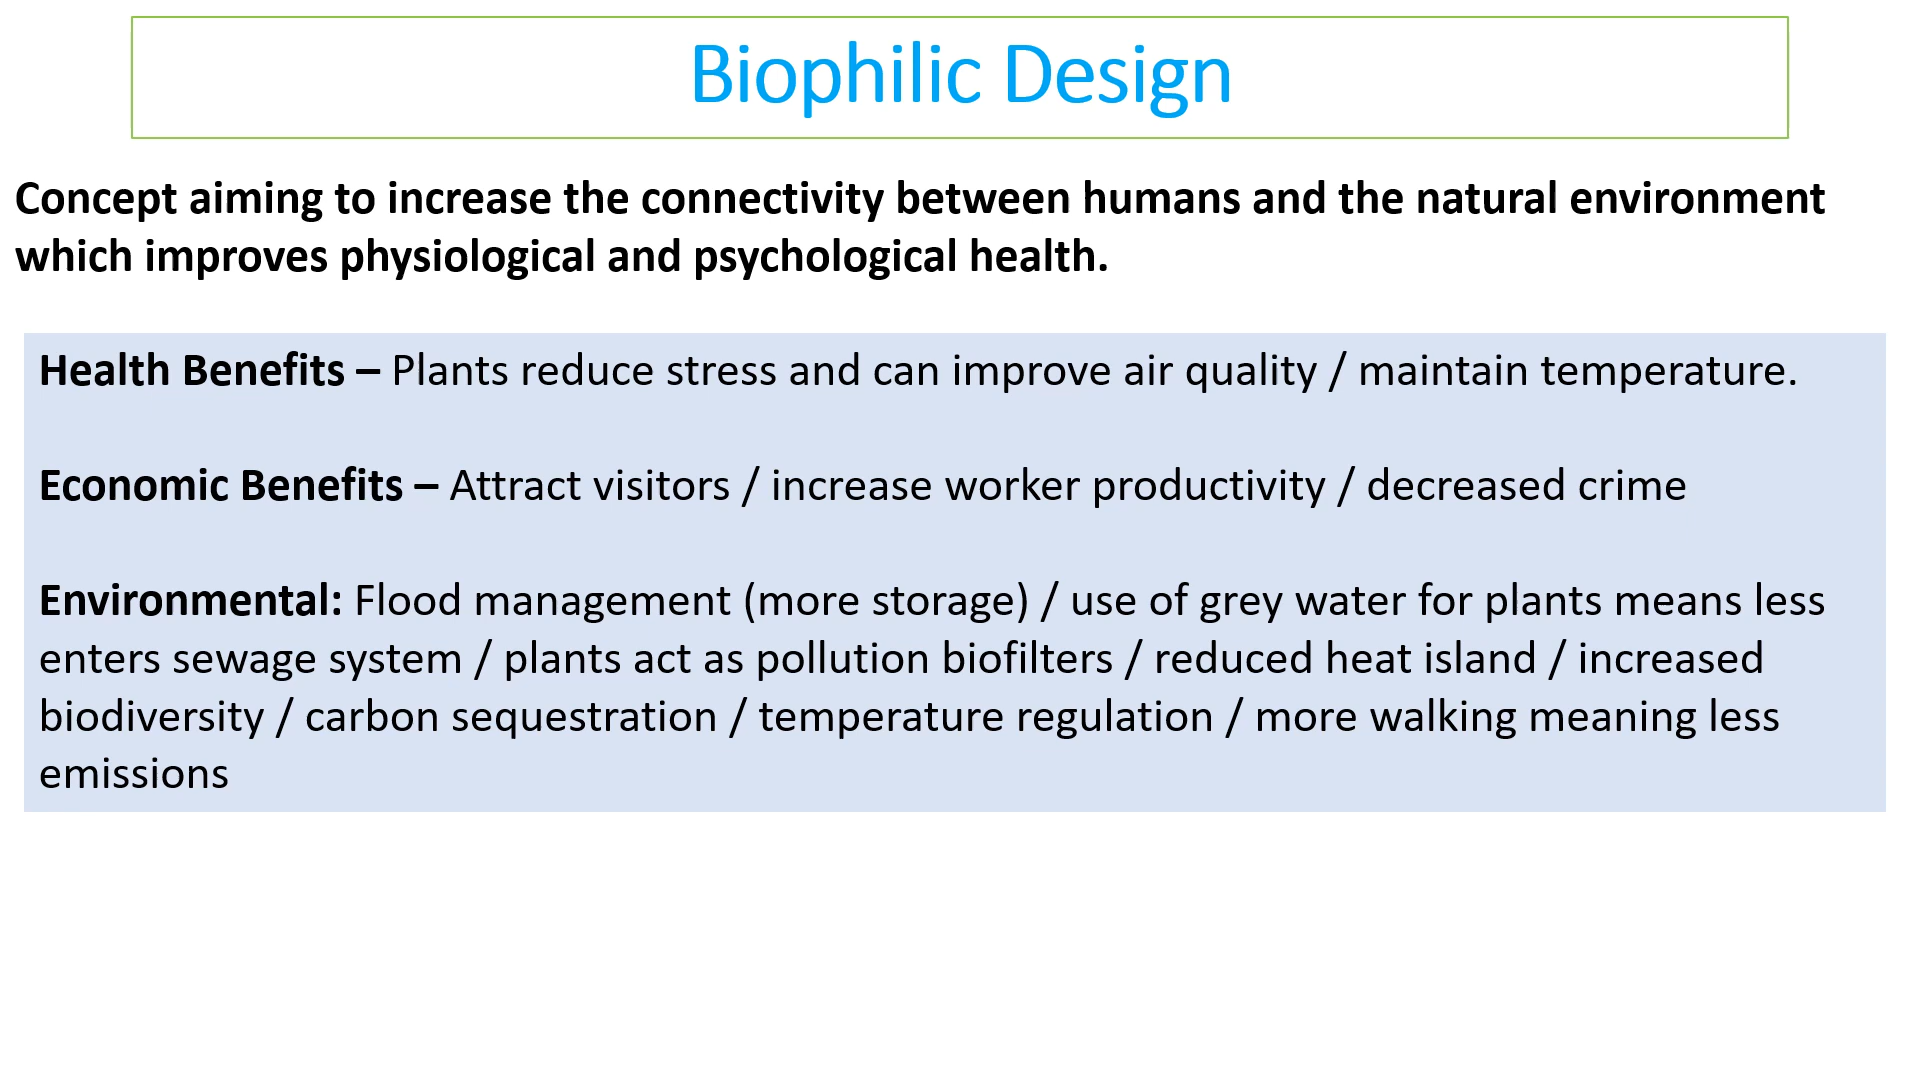 Biophilic Design
Concept aiming to increase the connectivity between humans and the natural environment
which improves physiological and psychological health.
Health Benefits – Plants reduce stress and can improve air quality / maintain temperature.
Economic Benefits – Attract visitors / increase worker productivity / decreased crime
Environmental: Flood management (more storage) / use of grey water for plants means less
enters sewage system / plants act as pollution biofilters / reduced heat island / increased
biodiversity / carbon sequestration / temperature regulation / more walking meaning less
emissions